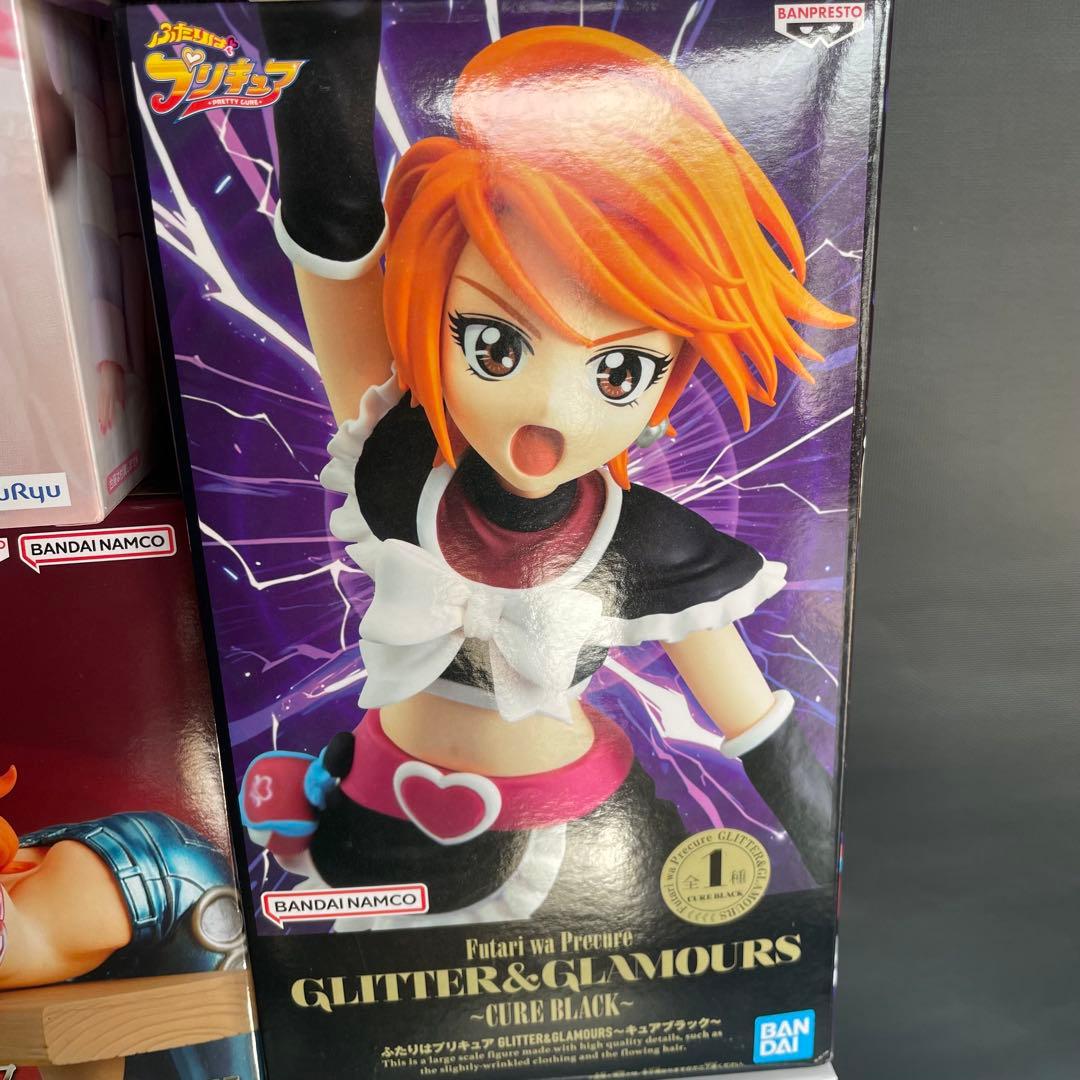 ふたりは
プリキュア
PRETTY CURE
BANPRESTO
uRyu
BANDAI NAMCO
Futari wa Precure GLITTER&GLAMOURS
全1種
CURE BLACK
BANDAI NAMCO
Futari wa Precure
GLITTER&GLAMOURS
~CURE BLACK~
ふたりはプリキュア GLITTER&GLAMOURS~キュアブラック~
This is a large scale figure made with high quality details, such as
the slightly-wrinkled clothing and the flowing hair.
BAN
DAI